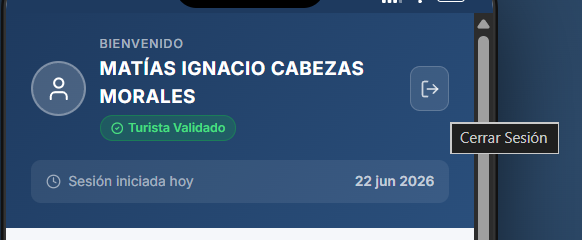 BIENVENIDO
MATÍAS IGNACIO CABEZAS
MORALES
Turista Validado
Cerrar Sesión
Sesión iniciada hoy
22 jun 2026